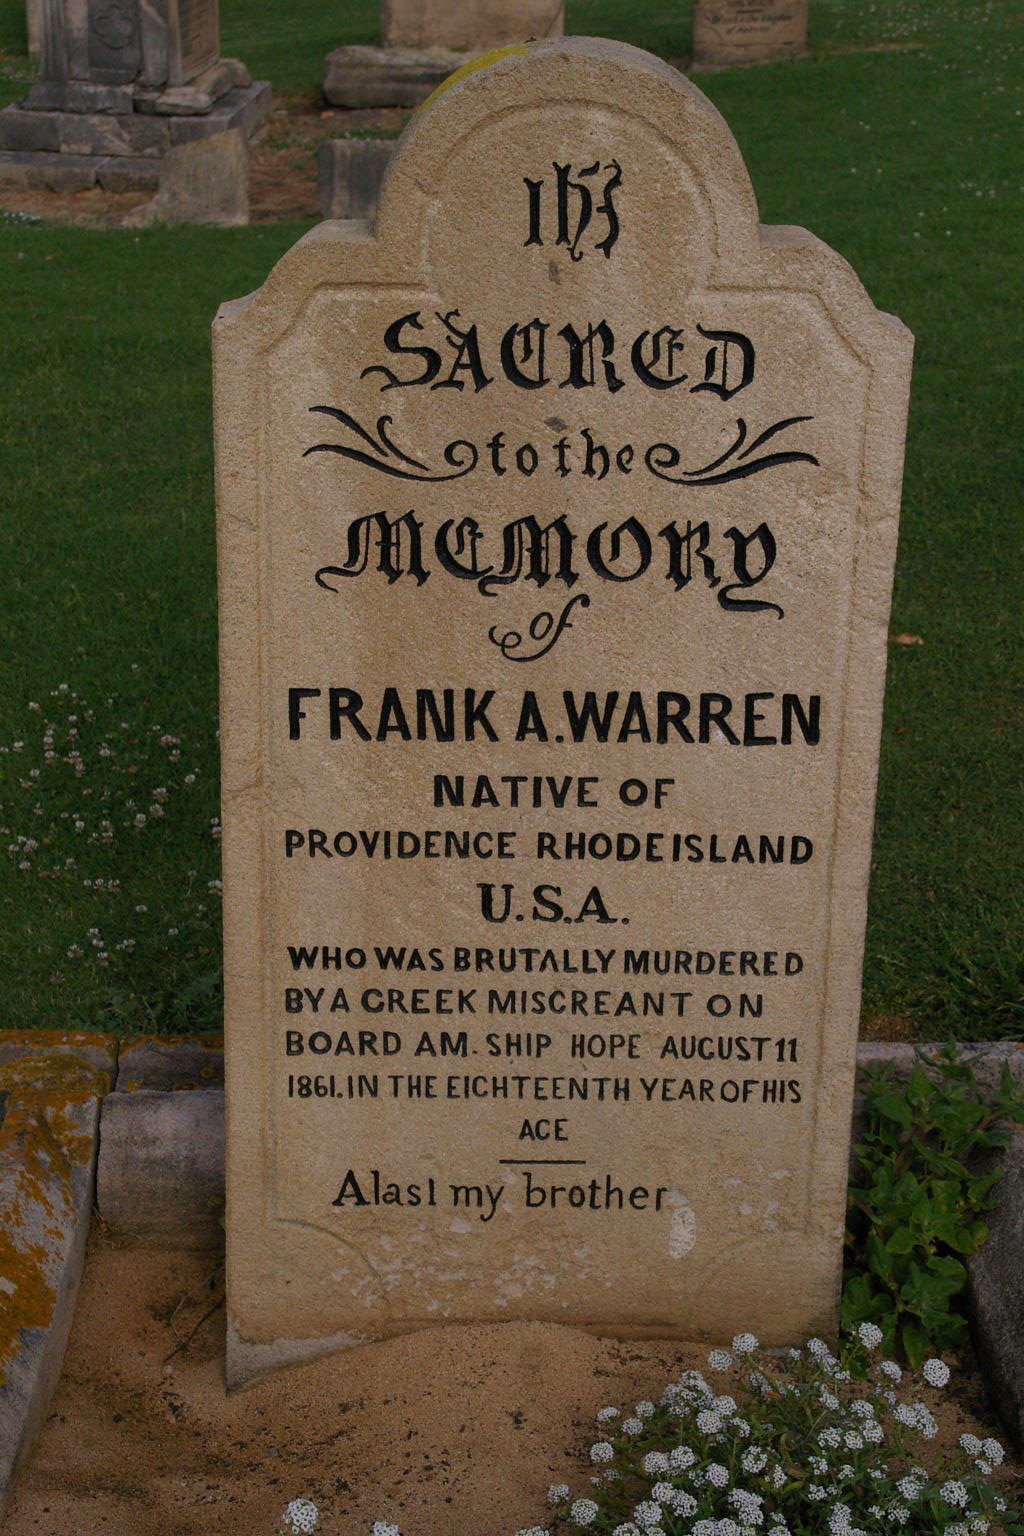 IHS
SACRED
to the
MEMORY
of
FRANK A. WARREN
NATIVE OF
PROVIDENCE RHODE ISLAND
U.S.A.
WHO WAS BRUTALLY MURDERED
BY A GREEK MISCREANT ON
BOARD AM. SHIP HOPE AUGUST 11
1861. IN THE EIGHTEENTH YEAR OF HIS
AGE
Alas! my brother